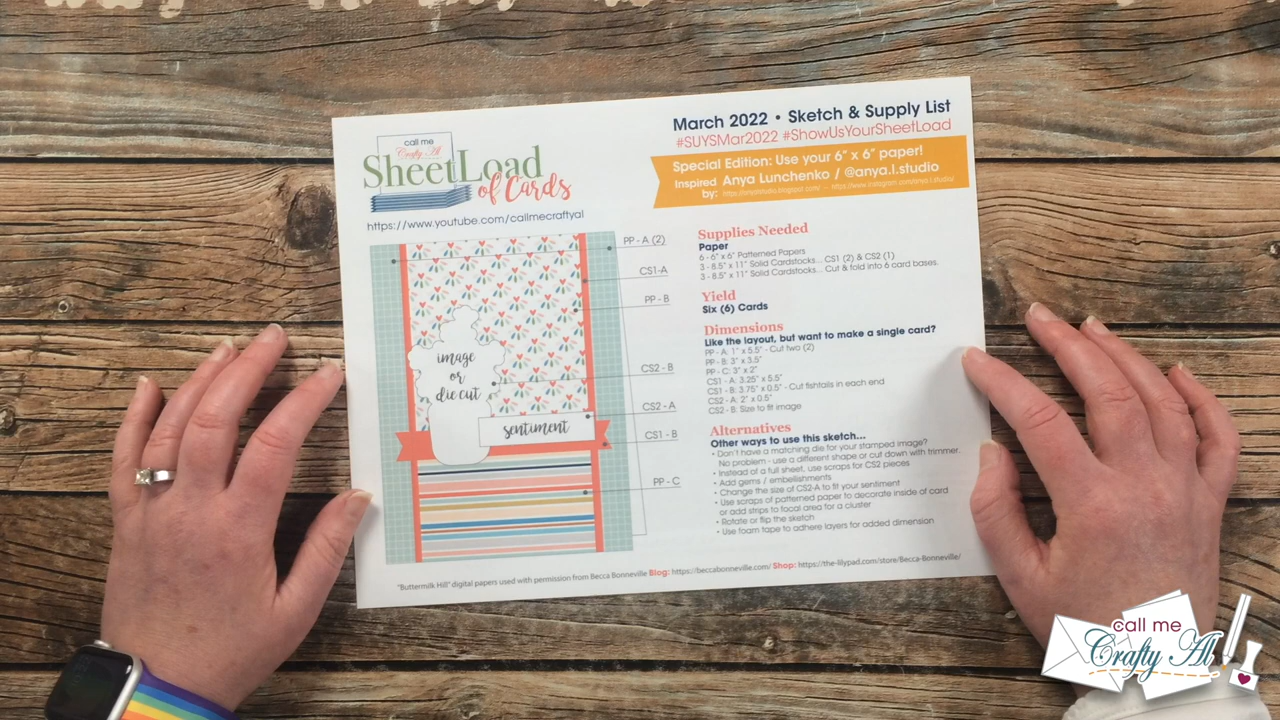 call me
Crafty Al
SheetLoad
of Cards
https://www.youtube.com/callmecraftyal
March 2022 • Sketch & Supply List
#SUYSMar2022 #ShowUsYourSheetLoad
Special Edition: Use your 6" x 6" paper!
Inspired by: Anya Lunchenko / @anya.l.studio
PP - A (2)
CS1-A
PP - B
CS2 - B
CS2 - A
CS1 - B
PP - C
image
or
die cut
sentiment
Supplies Needed
Paper
6 - 6" x 6" Patterned Papers
3 - 8.5" x 11" Solid Cardstocks... CS1 (2) & CS2 (1)
3 - 8.5" x 11" Solid Cardstocks... Cut & fold into 6 card bases.
Yield
Six (6) Cards
Dimensions
Like the layout, but want to make a single card?
PP - A: 1" x 5.5" - Cut two (2)
PP - B: 3" x 3.5"
PP - C: 3" x 2"
CS1 - A: 3.25" x 5.5"
CS1 - B: 3.75" x 0.5" - Cut fishtails in each end
CS2 - A: 2" x 0.5"
CS2 - B: Size to fit image
Alternatives
Other ways to use this sketch...
• Don't have a matching die for your stamped image?
No problem - use a different shape or cut down with trimmer.
• Instead of a full sheet, use scraps for CS2 pieces
• Add gems / embellishments
• Change the size of CS2-A to fit your sentiment
• Use scraps of patterned paper to decorate inside of card
or add strips to focal area for a cluster
• Rotate or flip the sketch
• Use foam tape to adhere layers for added dimension
"Buttermilk Hill" digital papers used with permission from Becca Bonneville Blog: https://beccabonneville.com/ Shop: https://the-lilypad.com/store/Becca-Bonneville/
call me
Crafty Al